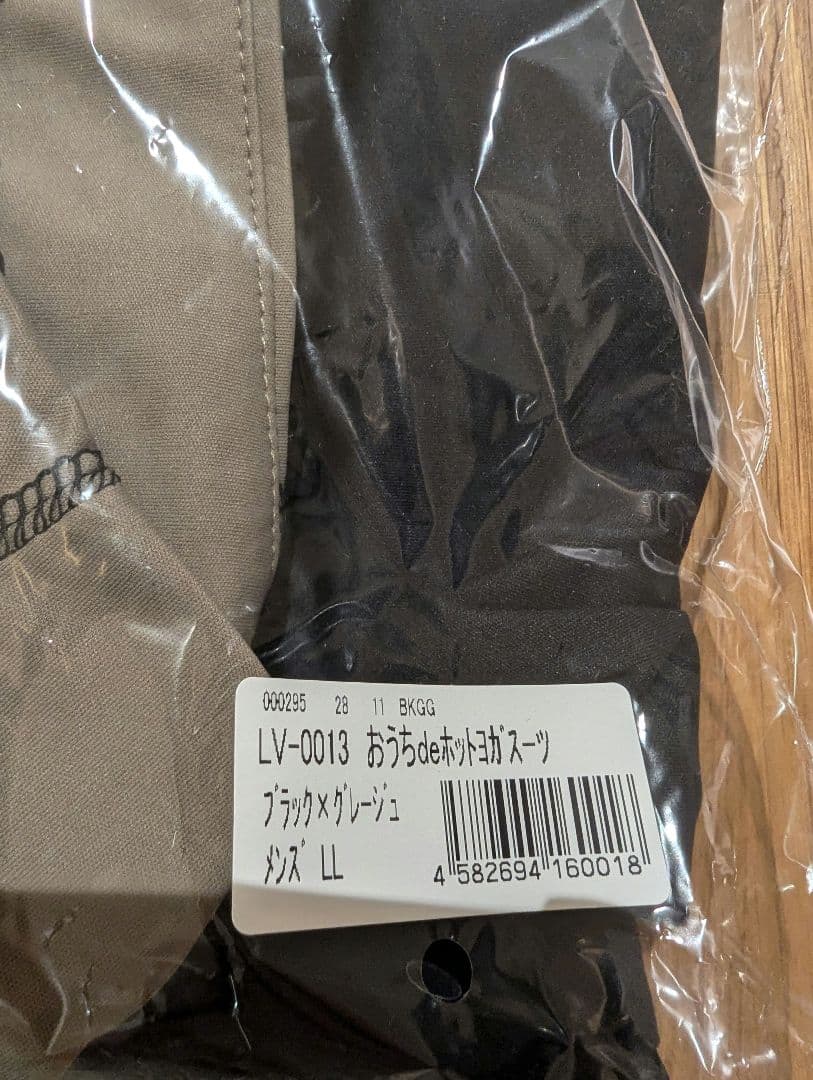 000295 28 11 BKGG
LV-0013 おうちdeホットヨガスーツ
ブラック×グレージュ
メンズ LL
4 582694 160018